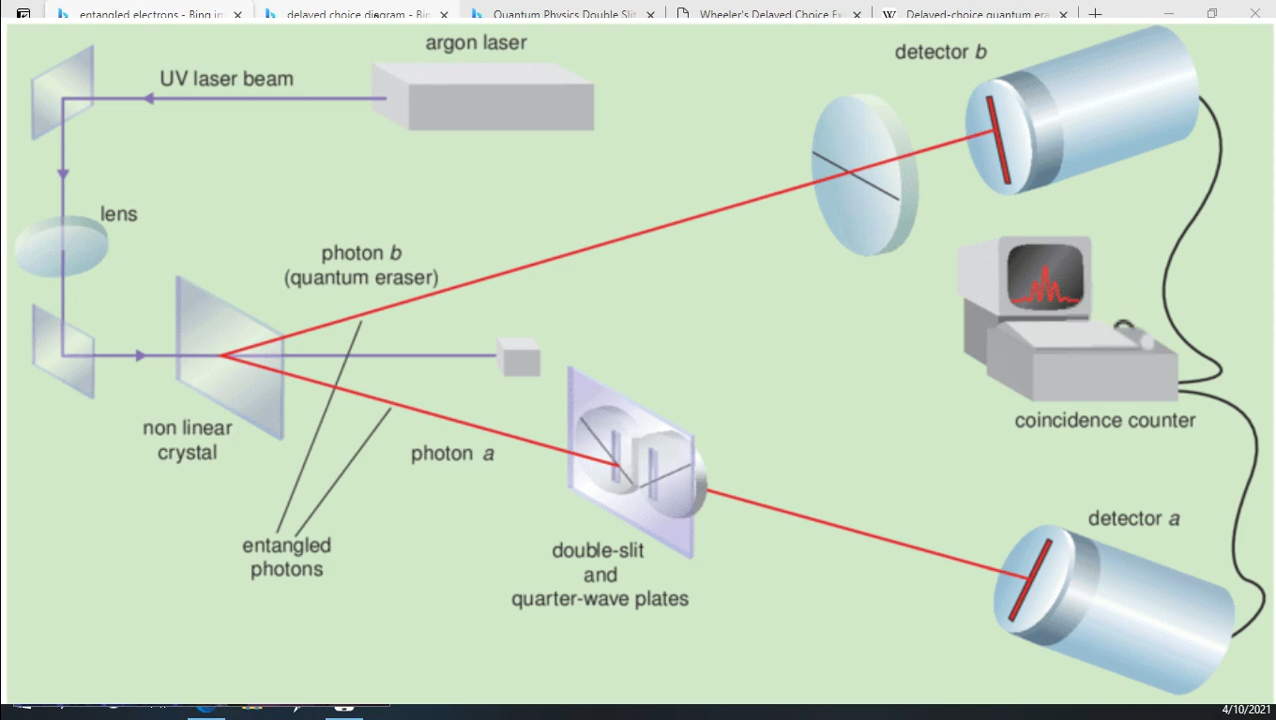 entangled electrons - Bing im
delayed choice diagram - Bing
Quantum Physics Double Slit
Wheeler's Delayed Choice Ex
Delayed-choice quantum era
argon laser
UV laser beam
detector b
lens
photon b
(quantum eraser)
non linear
crystal
photon a
coincidence counter
entangled
photons
double-slit
and
quarter-wave plates
detector a
4/10/2021